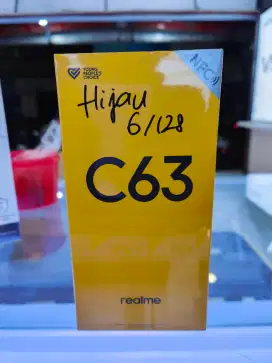 YOUNG
PEOPLE'S
CHOICE
NFC
Hijau
6/128
C63
realme